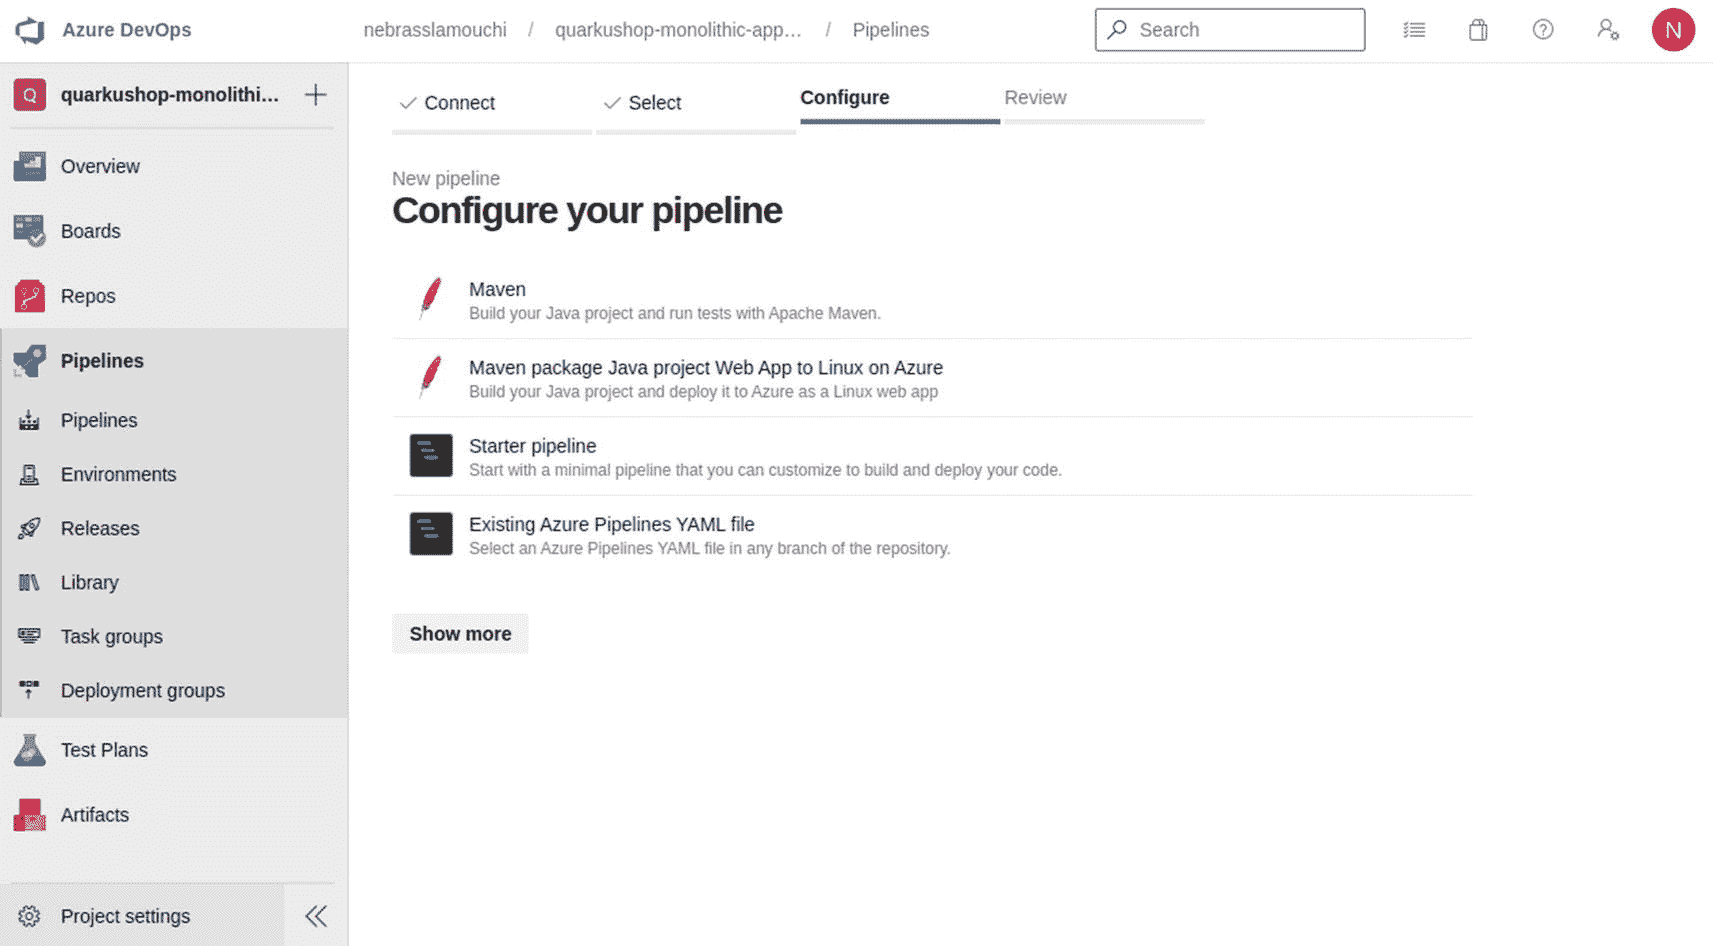 Azure DevOps
nebrasslamouchi / quarkushop-monolithic-app... / Pipelines
Search
N
Q quarkushop-monolithi...
Overview
Boards
Repos
Pipelines
Pipelines
Environments
Releases
Library
Task groups
Deployment groups
Test Plans
Artifacts
Project settings
Connect
Select
Configure
Review
New pipeline
Configure your pipeline
Maven
Build your Java project and run tests with Apache Maven.
Maven package Java project Web App to Linux on Azure
Build your Java project and deploy it to Azure as a Linux web app
Starter pipeline
Start with a minimal pipeline that you can customize to build and deploy your code.
Existing Azure Pipelines YAML file
Select an Azure Pipelines YAML file in any branch of the repository.
Show more